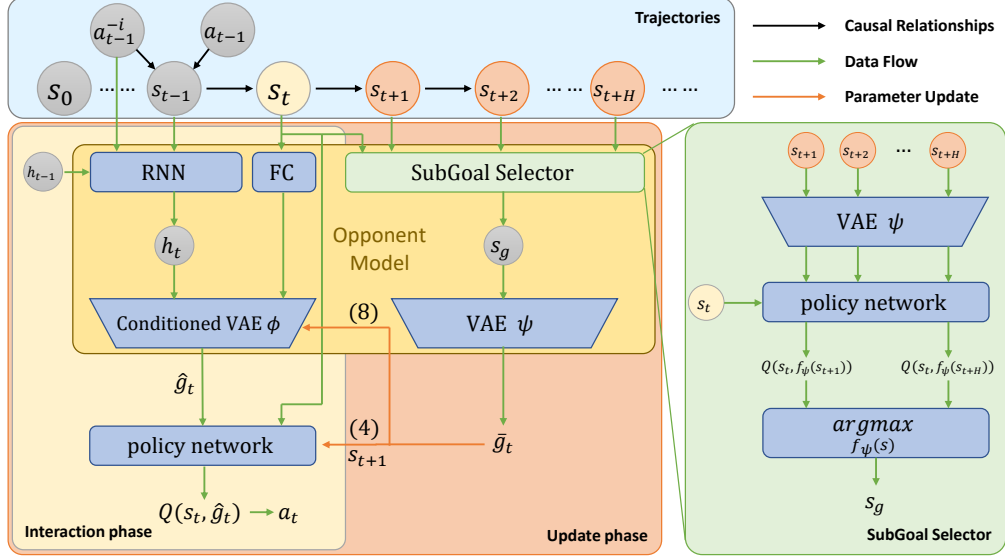 Trajectories
a_{t-1}^{-i}
a_{t-1}
s_0
······
s_{t-1}
s_t
s_{t+1}
s_{t+2}
··· ···
s_{t+H}
··· ···
Causal Relationships
Data Flow
Parameter Update
h_{t-1}
RNN
FC
SubGoal Selector
h_t
Opponent
Model
s_g
Conditioned VAE ϕ
(8)
VAE ψ
ĝ_t
policy network
(4)
s_{t+1}
ḡ_t
Q(s_t, ĝ_t)
a_t
Interaction phase
Update phase
s_{t+1}
s_{t+2}
···
s_{t+H}
VAE ψ
s_t
policy network
Q(s_t, f_ψ(s_{t+1}))
Q(s_t, f_ψ(s_{t+H}))
argmax
f_ψ(s)
s_g
SubGoal Selector